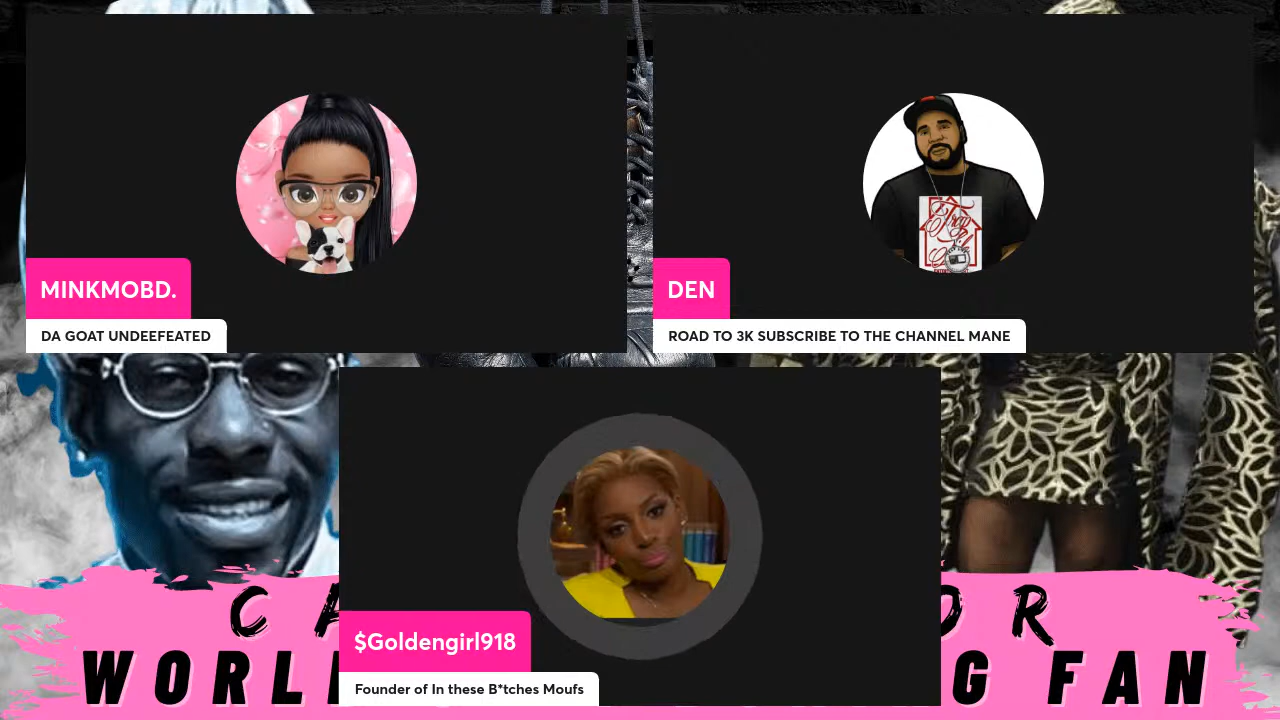 MINKMOBD.
DA GOAT UNDEEFEATED
DEN
ROAD TO 3K SUBSCRIBE TO THE CHANNEL MANE
$Goldengirl918
Founder of In these B*tches Moufs
FAN